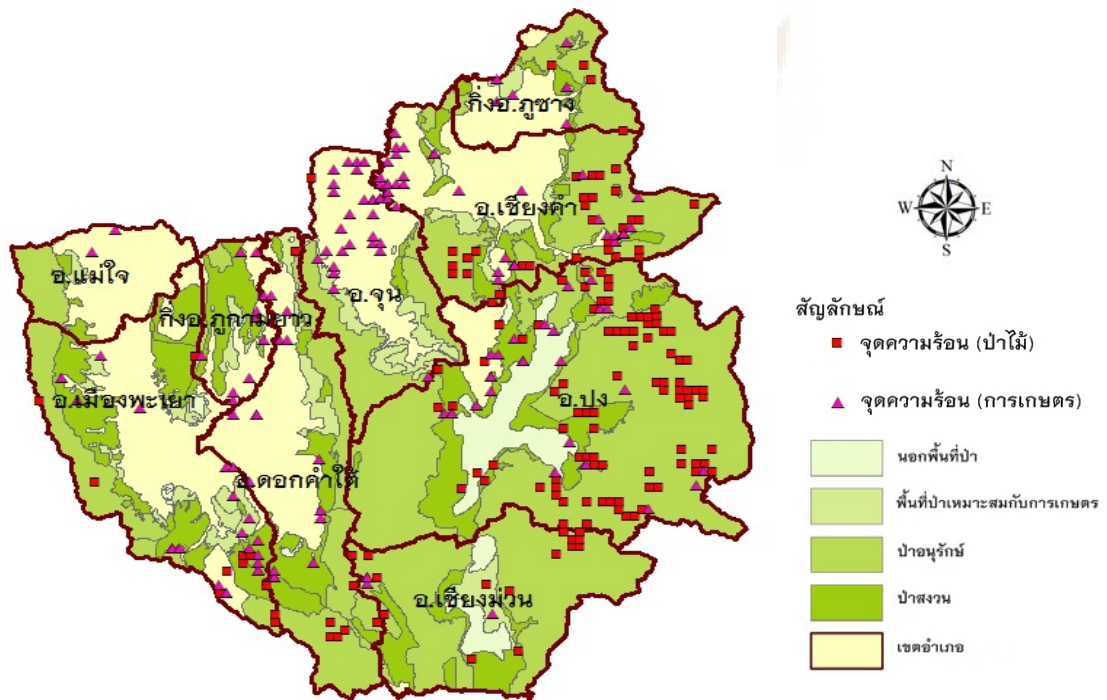 กิ่งอ.ภูซาง
อ.เชียงคำ
อ.แม่ใจ
อ.จุน
กิ่งอ.ภูกามยาว
อ.เมืองพะเยา
อ.ปง
อ.ดอกคำใต้
อ.เชียงม่วน
N
W E
S
สัญลักษณ์
จุดความร้อน (ป่าไม้)
จุดความร้อน (การเกษตร)
นอกพื้นที่ป่า
พื้นที่ป่าเหมาะสมกับการเกษตร
ป่าอนุรักษ์
ป่าสงวน
เขตอำเภอ